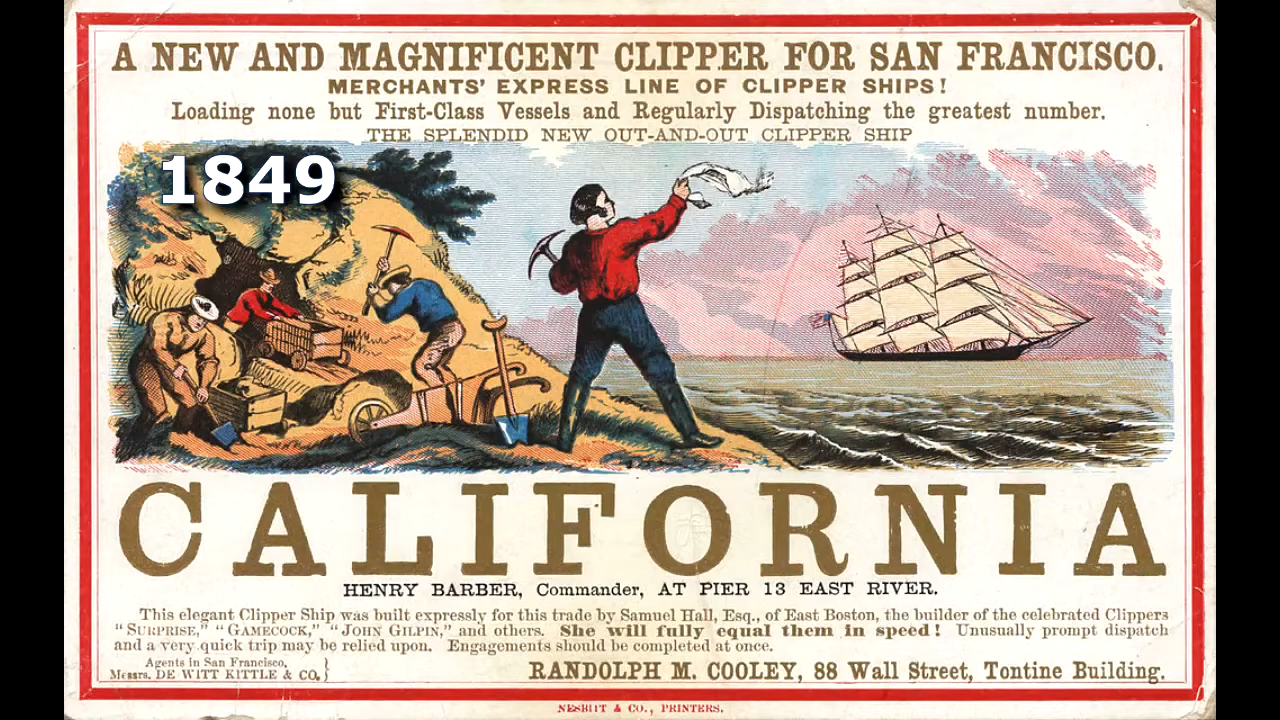 A NEW AND MAGNIFICENT CLIPPER FOR SAN FRANCISCO.
MERCHANTS' EXPRESS LINE OF CLIPPER SHIPS!
Loading none but First-Class Vessels and Regularly Dispatching the greatest number.
THE SPLENDID NEW OUT-AND-OUT CLIPPER SHIP
1849
CALIFORNIA
HENRY BARBER, Commander, AT PIER 13 EAST RIVER.
This elegant Clipper Ship was built expressly for this trade by Samuel Hall, Esq., of East Boston, the builder of the celebrated Clippers
"SURPRISE," "GAMECOCK," "JOHN GILPIN," and others. She will fully equal them in speed! Unusually prompt dispatch
and a very quick trip may be relied upon. Engagements should be completed at once.
Agents in San Francisco,
Messrs. DE WITT KITTLE & CO. }
RANDOLPH M. COOLEY, 88 Wall Street, Tontine Building.
NESBITT & CO., PRINTERS.